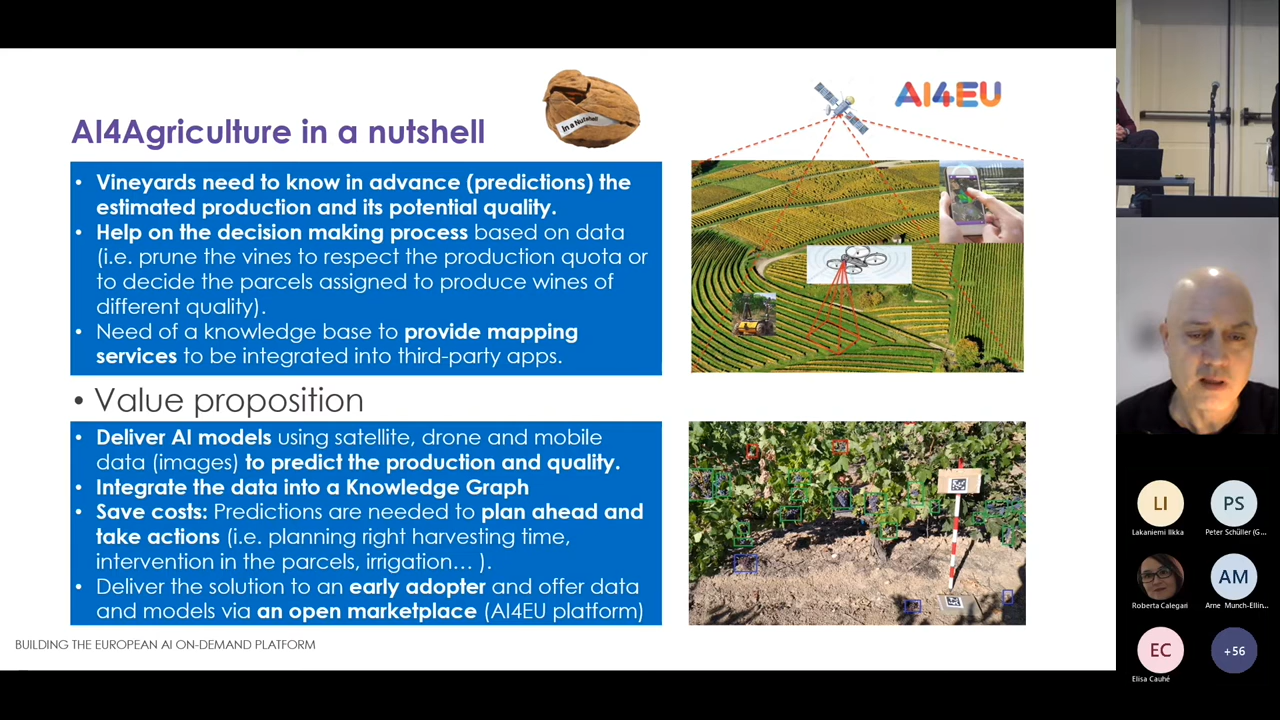 AI4Agriculture in a nutshell
In a Nutshell
AI4EU
• Vineyards need to know in advance (predictions) the
estimated production and its potential quality.
• Help on the decision making process based on data
(i.e. prune the vines to respect the production quota or
to decide the parcels assigned to produce wines of
different quality).
• Need of a knowledge base to provide mapping
services to be integrated into third-party apps.
• Value proposition
• Deliver AI models using satellite, drone and mobile
data (images) to predict the production and quality.
• Integrate the data into a Knowledge Graph
• Save costs: Predictions are needed to plan ahead and
take actions (i.e. planning right harvesting time,
intervention in the parcels, irrigation… ).
• Deliver the solution to an early adopter and offer data
and models via an open marketplace (AI4EU platform)
BUILDING THE EUROPEAN AI ON-DEMAND PLATFORM
LI
PS
Lakaniemi Ilkka
Peter Schüller (G...
AM
Roberta Calegari
Arne Munch-Ellin...
EC
+56
Elisa Cauhé